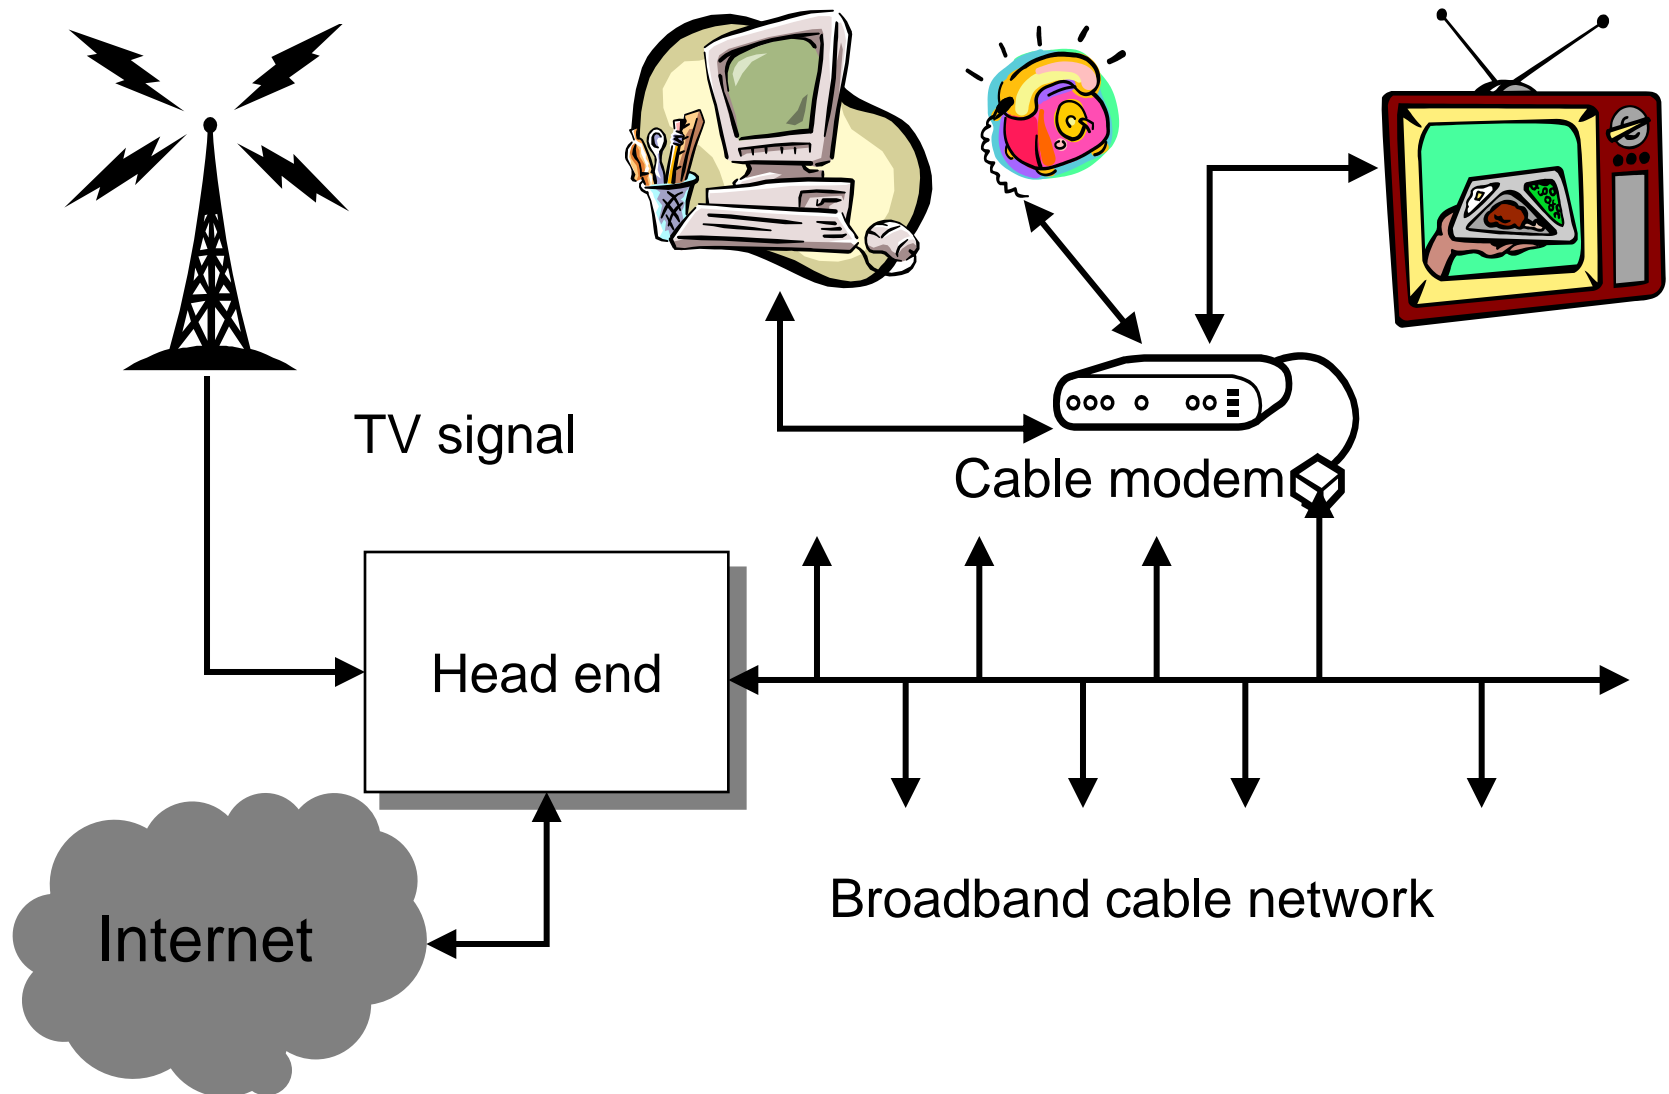 TV signal
Cable modem
Head end
Broadband cable network
Internet